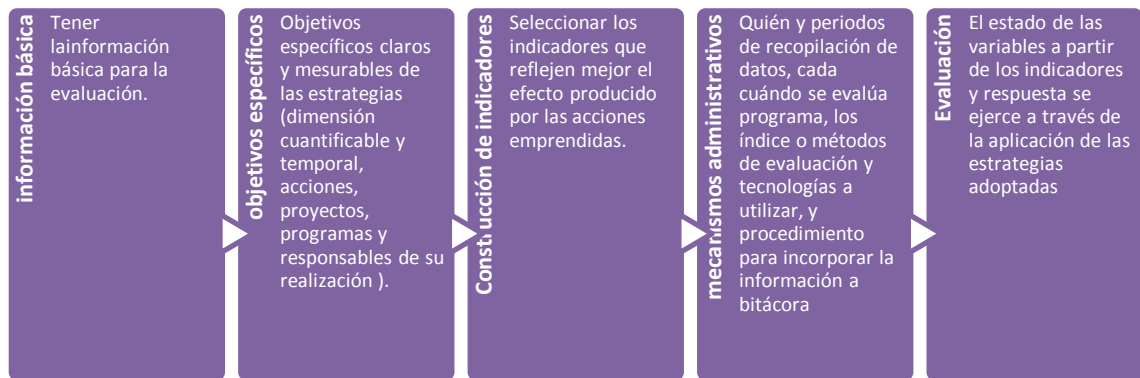 información básica
Tener
lainformación
básica para la
evaluación.
objetivos específicos
Objetivos
específicos claros
y mesurables de
las estrategias
(dimensión
cuantificable y
temporal,
acciones,
proyectos,
programas y
responsables de su
realización ).
Construcción de indicadores
Seleccionar los
indicadores que
reflejen mejor el
efecto producido
por las acciones
emprendidas.
mecanismos administrativos
Quién y periodos
de recopilación de
datos, cada
cuándo se evalúa
programa, los
índice o métodos
de evaluación y
tecnologías a
utilizar, y
procedimiento
para incorporar la
información a
bitácora
Evaluación
El estado de las
variables a partir
de los indicadores
y respuesta se
ejerce a través de
la aplicación de las
estrategias
adoptadas